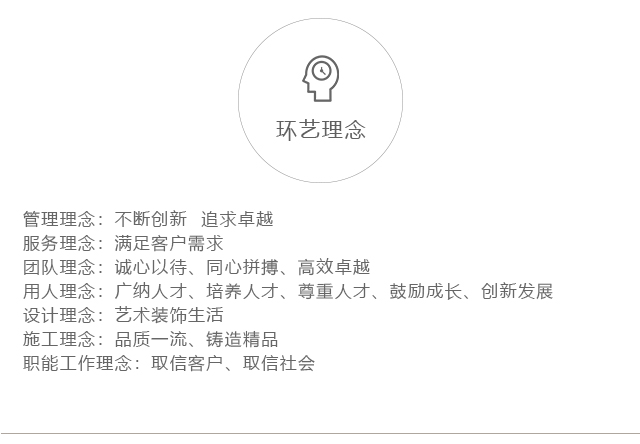 环艺理念
管理理念：不断创新  追求卓越
服务理念：满足客户需求
团队理念：诚心以待、同心拼搏、高效卓越
用人理念：广纳人才、培养人才、尊重人才、鼓励成长、创新发展
设计理念：艺术装饰生活
施工理念：品质一流、铸造精品
职能工作理念：取信客户、取信社会